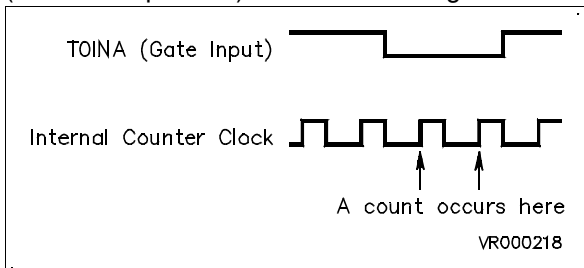 TOINA (Gate Input)
Internal Counter Clock
A count occurs here
VR000218